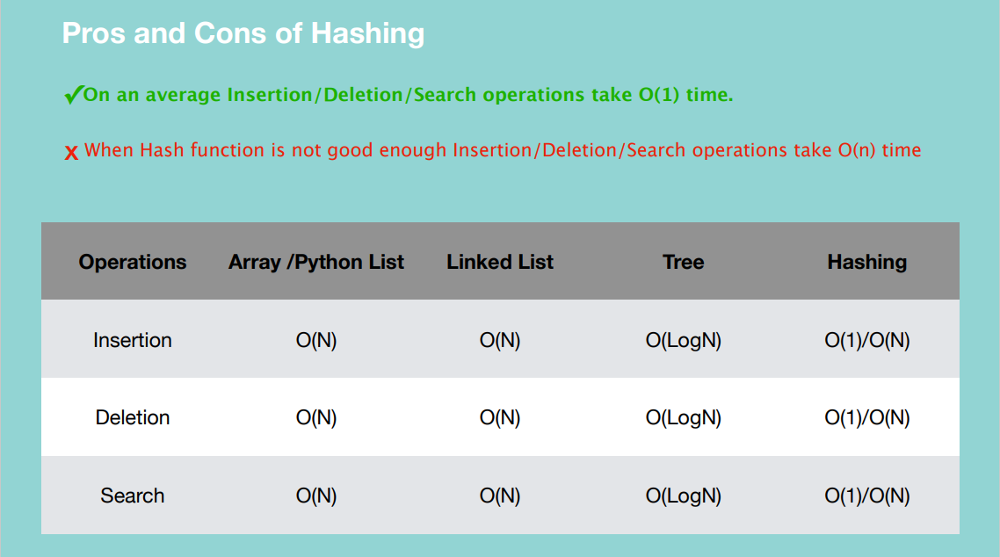 Pros and Cons of Hashing
✓On an average Insertion/Deletion/Search operations take O(1) time.
X When Hash function is not good enough Insertion/Deletion/Search operations take O(n) time
Operations Array /Python List Linked List Tree Hashing
Insertion O(N) O(N) O(LogN) O(1)/O(N)
Deletion O(N) O(N) O(LogN) O(1)/O(N)
Search O(N) O(N) O(LogN) O(1)/O(N)